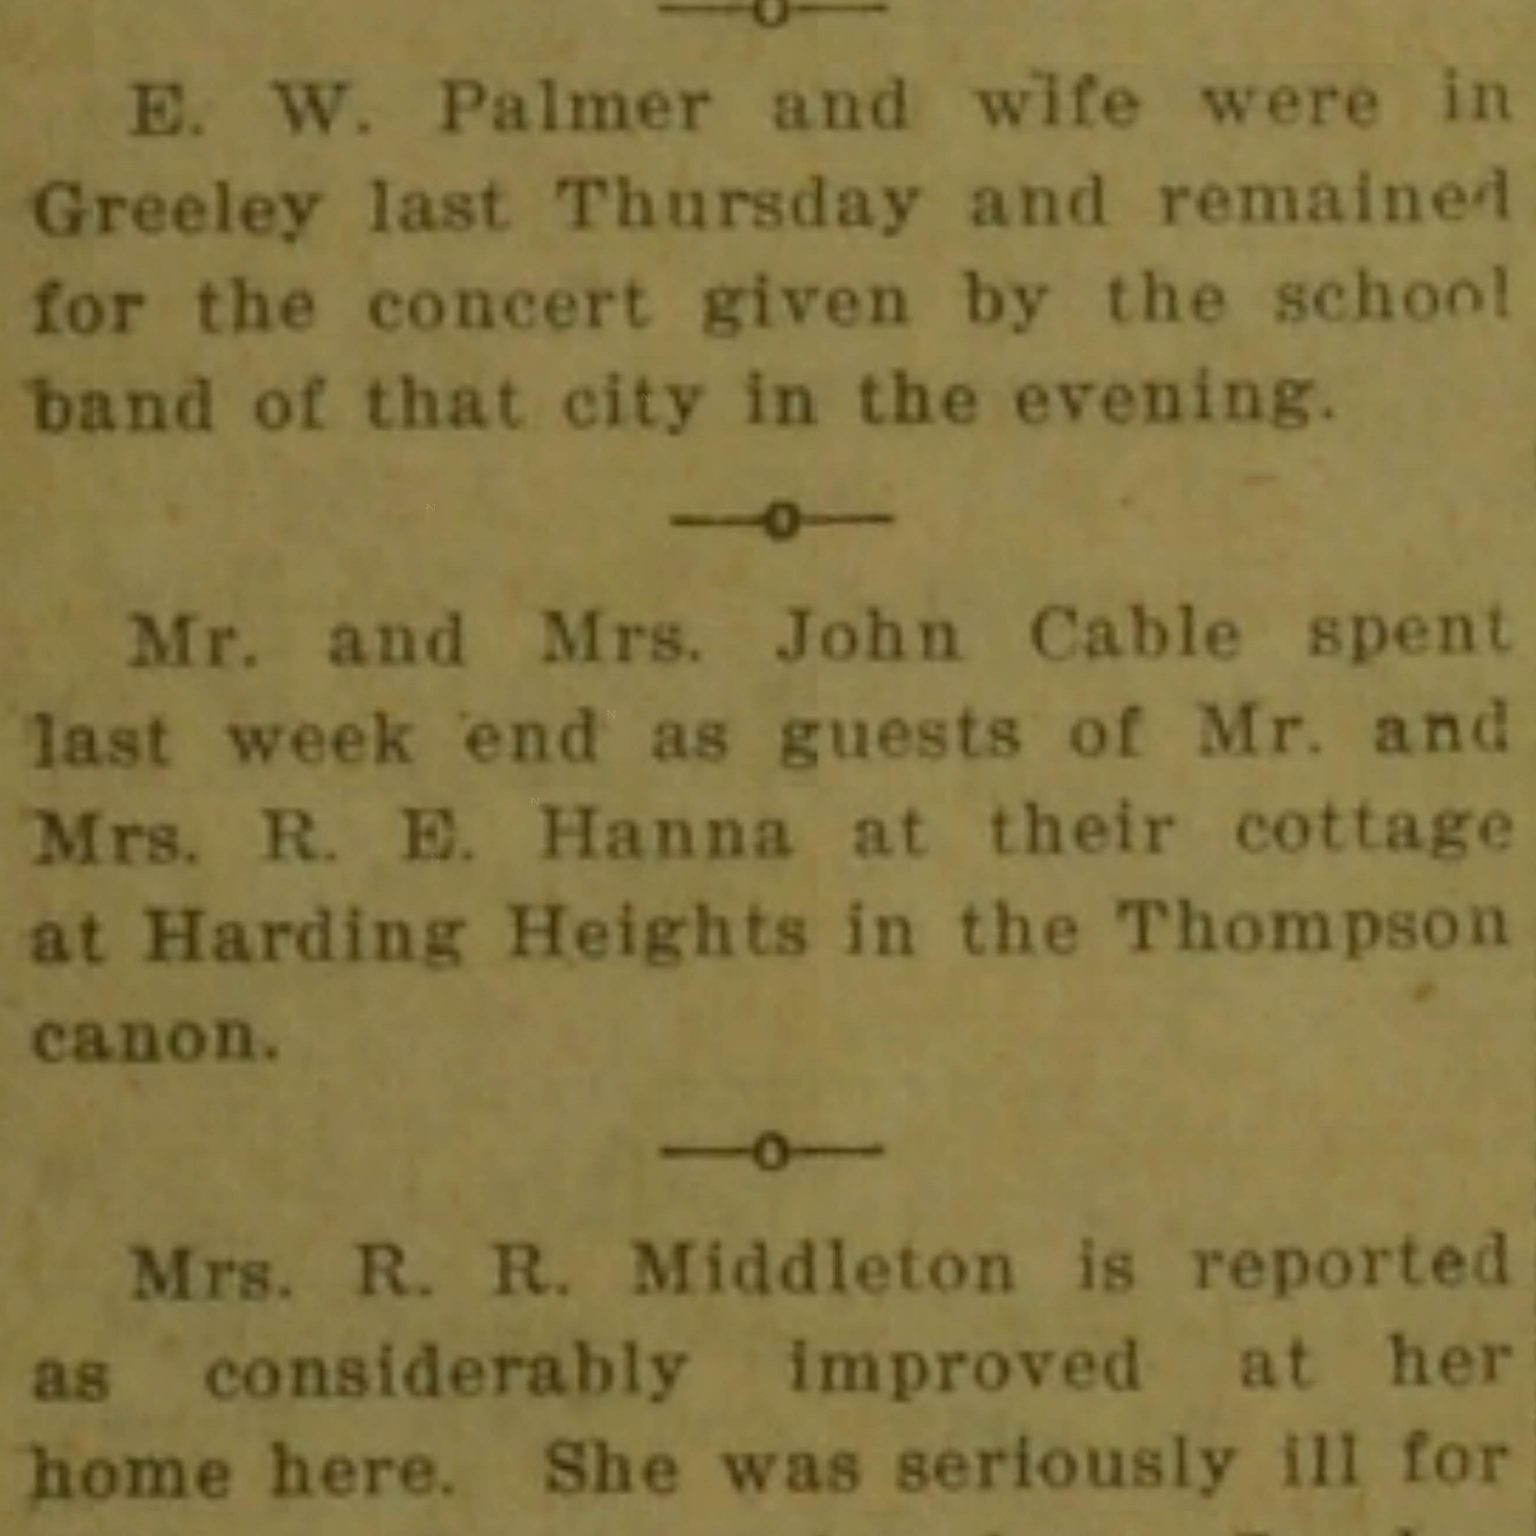 E. W. Palmer and wife were in
Greeley last Thursday and remained
for the concert given by the school
band of that city in the evening.
Mr. and Mrs. John Cable spent
last week end as guests of Mr. and
Mrs. R. E. Hanna at their cottage
at Harding Heights in the Thompson
canon.
Mrs. R. R. Middleton is reported
as considerably improved at her
home here. She was seriously ill for